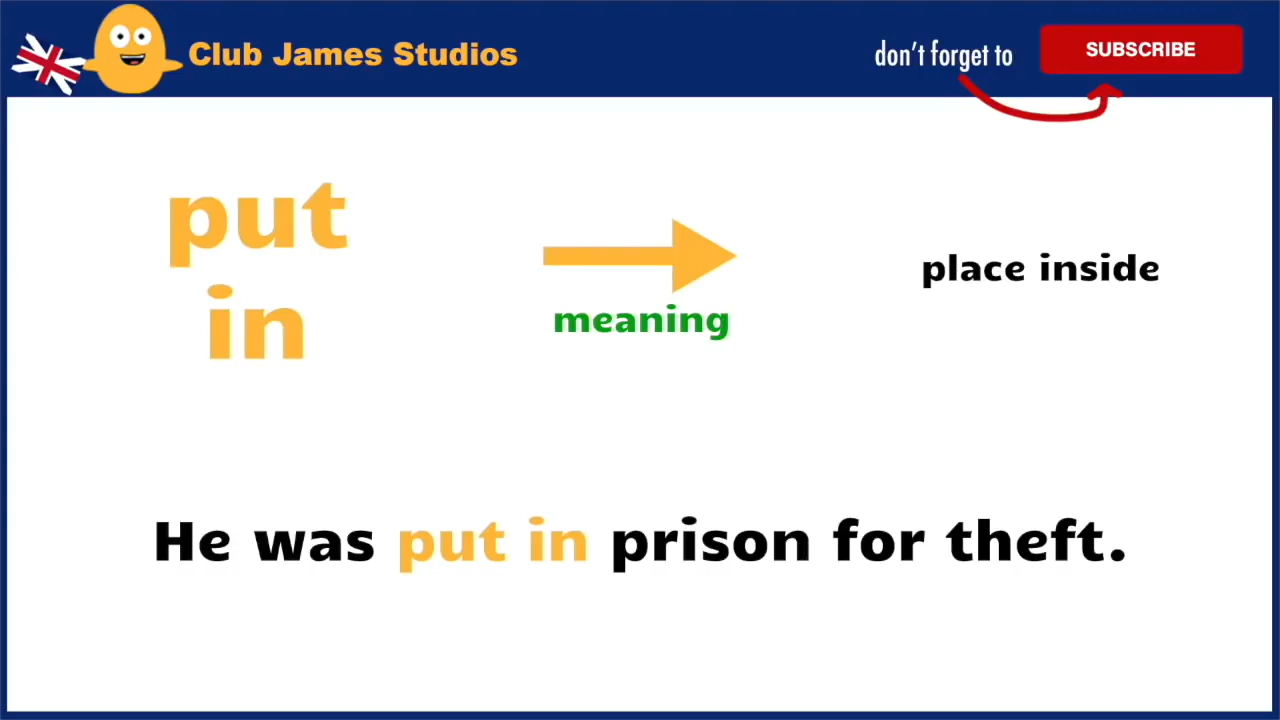 Club James Studios
don't forget to
SUBSCRIBE
put
in
meaning
place inside
He was put in prison for theft.